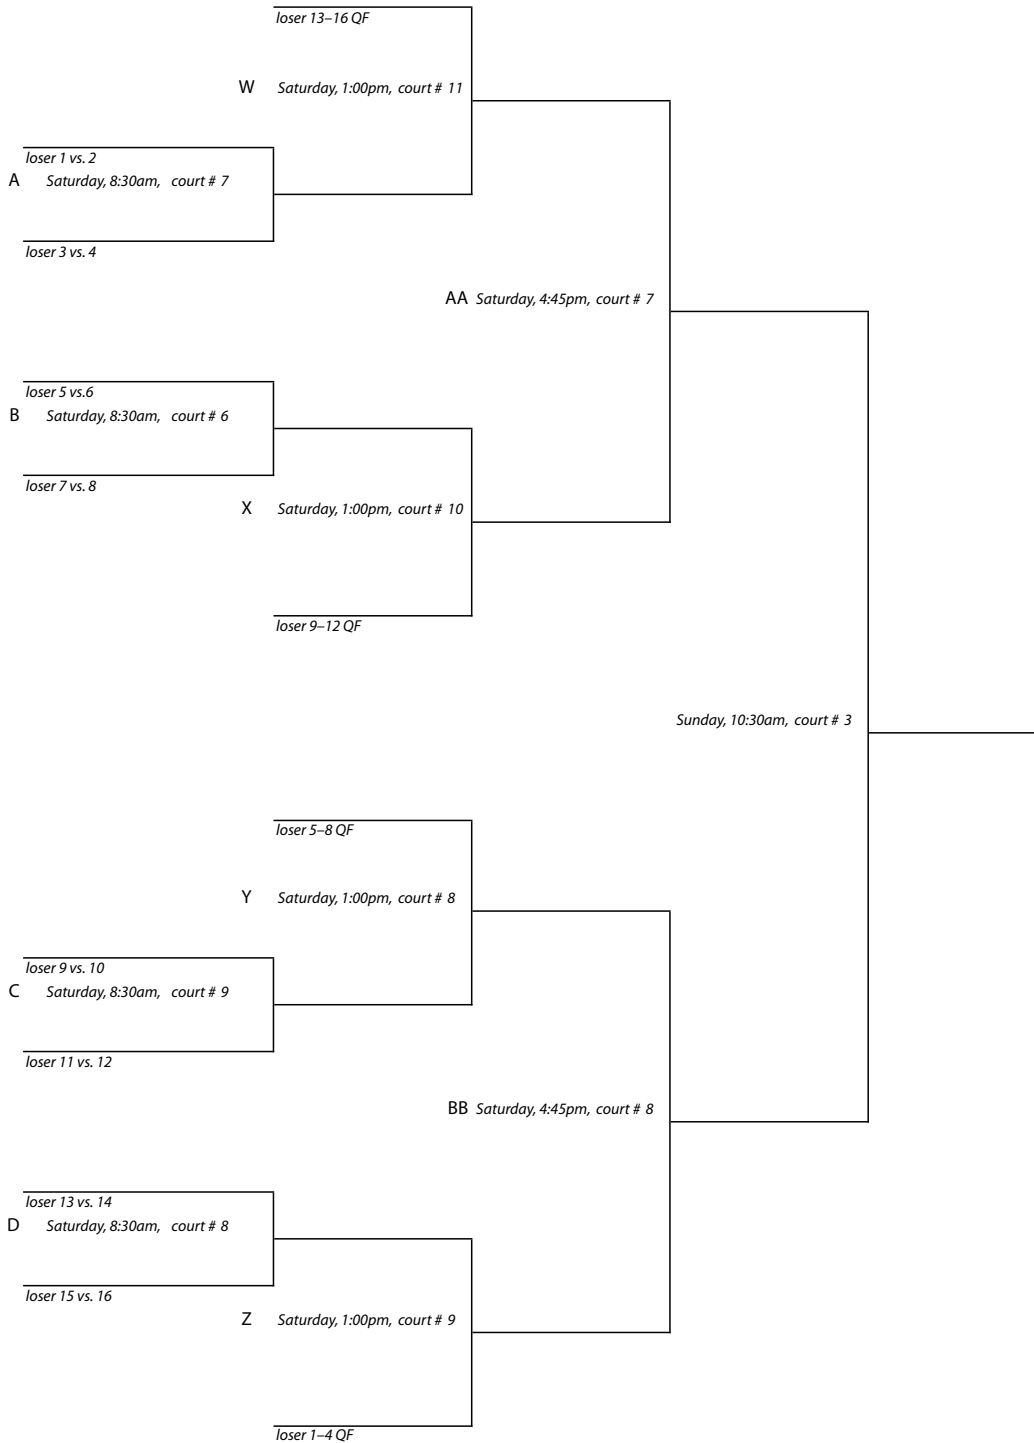 loser 13–16 QF
W Saturday, 1:00pm, court # 11
loser 1 vs. 2
A Saturday, 8:30am, court # 7
loser 3 vs. 4
AA Saturday, 4:45pm, court # 7
loser 5 vs.6
B Saturday, 8:30am, court # 6
loser 7 vs. 8
X Saturday, 1:00pm, court # 10
loser 9–12 QF
Sunday, 10:30am, court # 3
loser 5–8 QF
Y Saturday, 1:00pm, court # 8
loser 9 vs. 10
C Saturday, 8:30am, court # 9
loser 11 vs. 12
BB Saturday, 4:45pm, court # 8
loser 13 vs. 14
D Saturday, 8:30am, court # 8
loser 15 vs. 16
Z Saturday, 1:00pm, court # 9
loser 1–4 QF